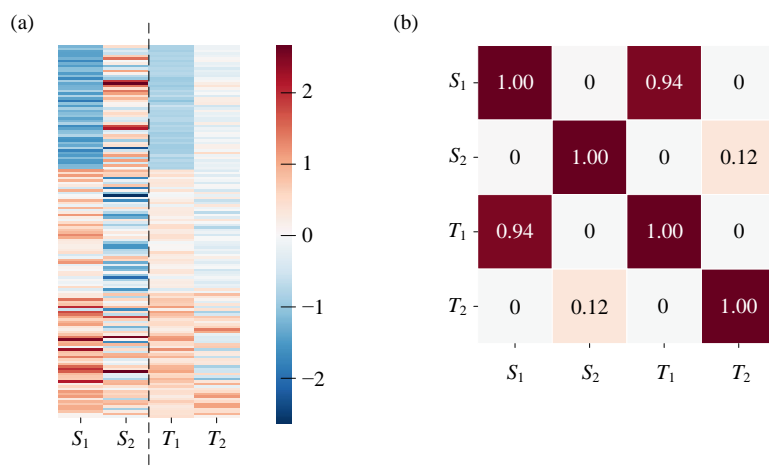 (a)
2
1
0
−1
−2
S₁ S₂ T₁ T₂
(b)
S₁ 1.00 0 0.94 0
S₂ 0 1.00 0 0.12
T₁ 0.94 0 1.00 0
T₂ 0 0.12 0 1.00
S₁ S₂ T₁ T₂